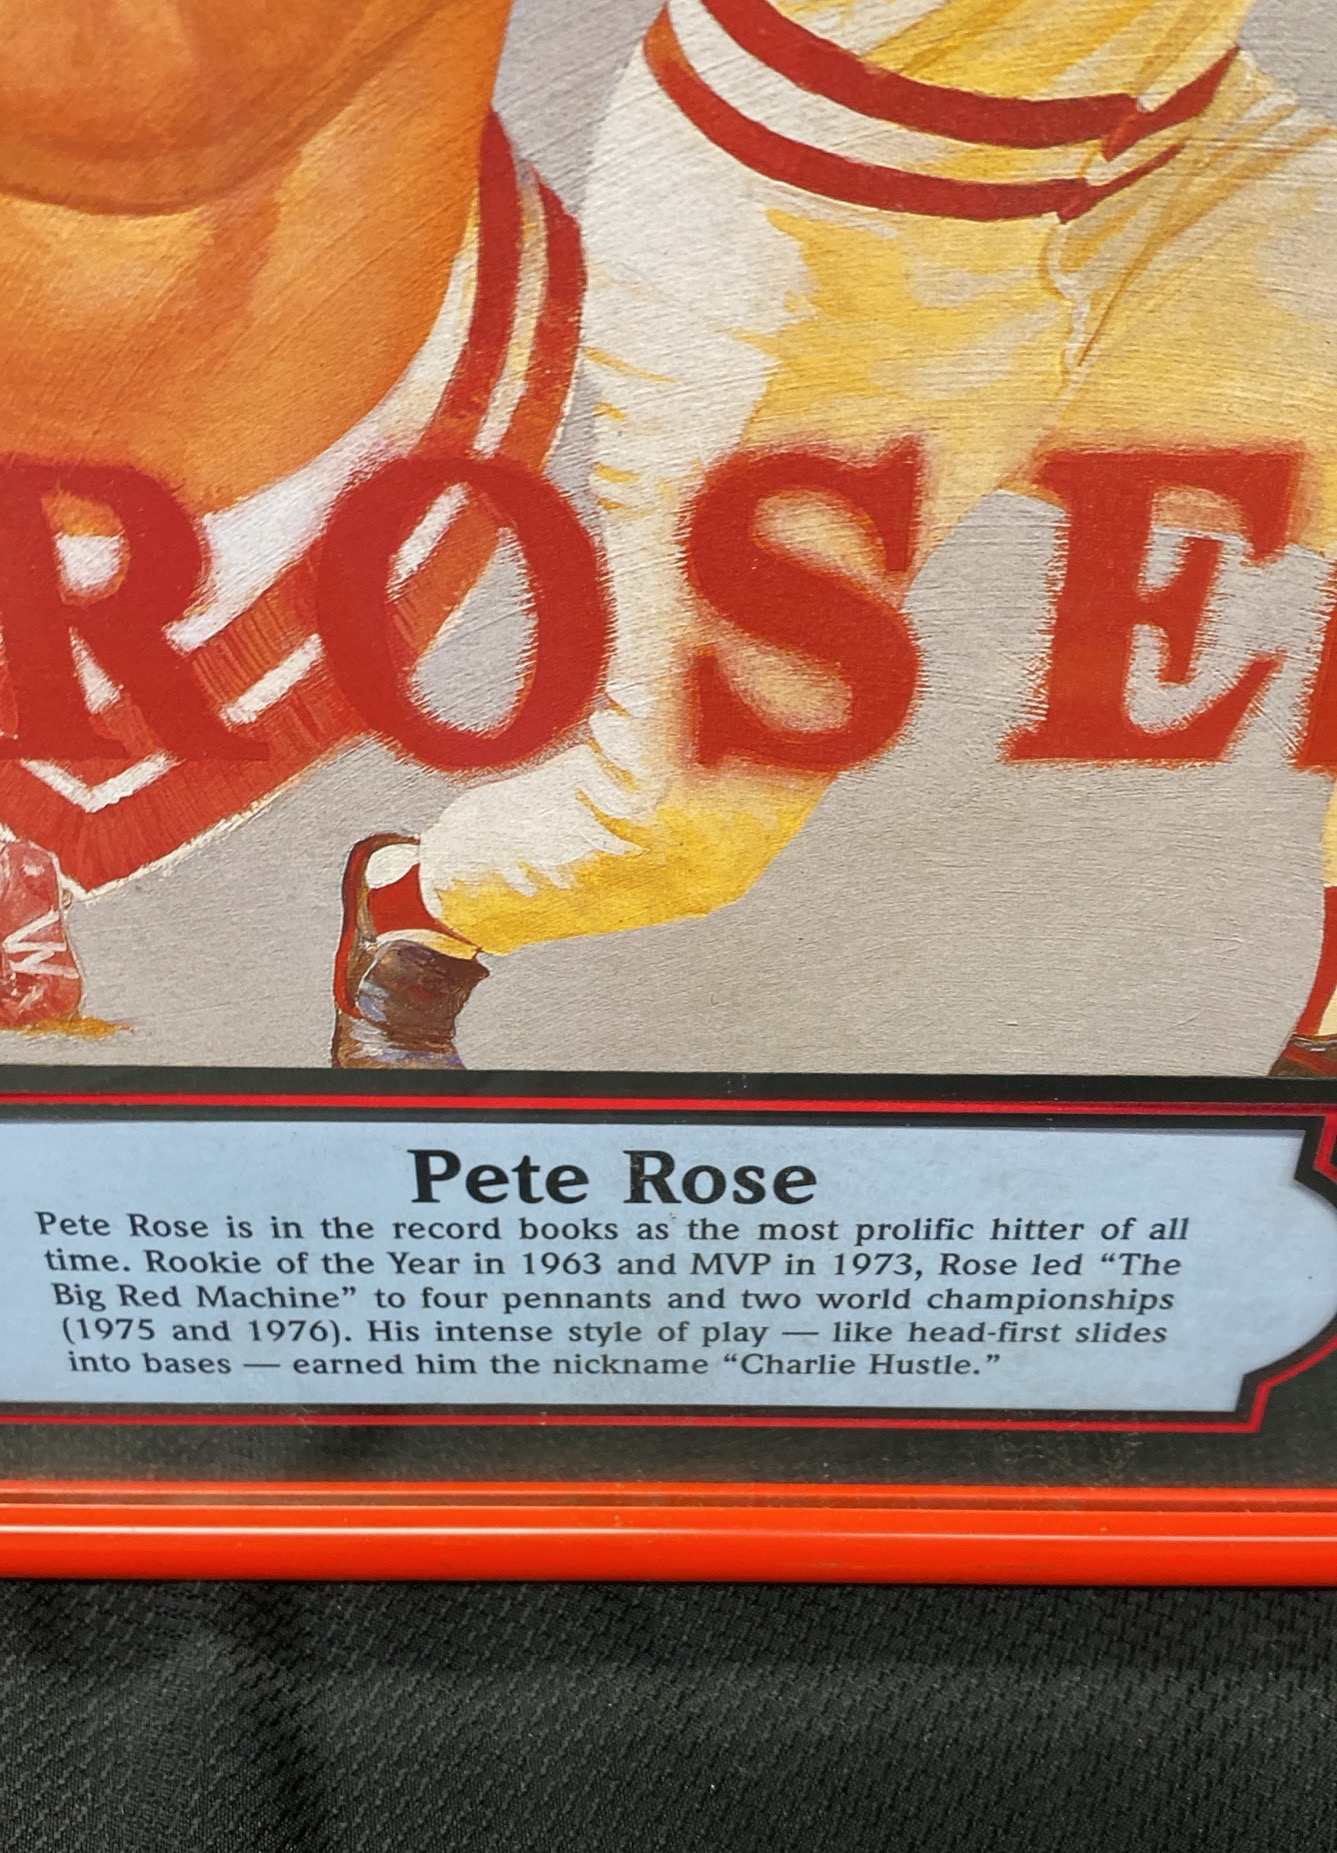 ROSE
Pete Rose
Pete Rose is in the record books as the most prolific hitter of all
time. Rookie of the Year in 1963 and MVP in 1973, Rose led “The
Big Red Machine” to four pennants and two world championships
(1975 and 1976). His intense style of play — like head-first slides
into bases — earned him the nickname “Charlie Hustle.”